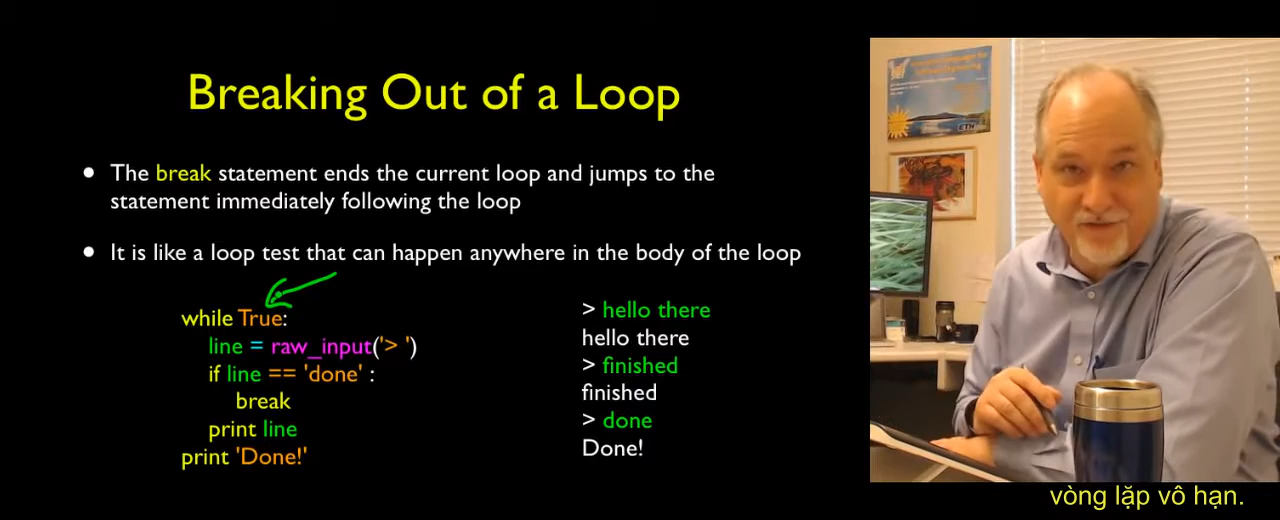 Breaking Out of a Loop
• The break statement ends the current loop and jumps to the
statement immediately following the loop
• It is like a loop test that can happen anywhere in the body of the loop
while True:
line = raw_input('> ')
if line == 'done' :
break
print line
print 'Done!'
> hello there
hello there
> finished
finished
> done
Done!
ETH
vòng lặp vô hạn.